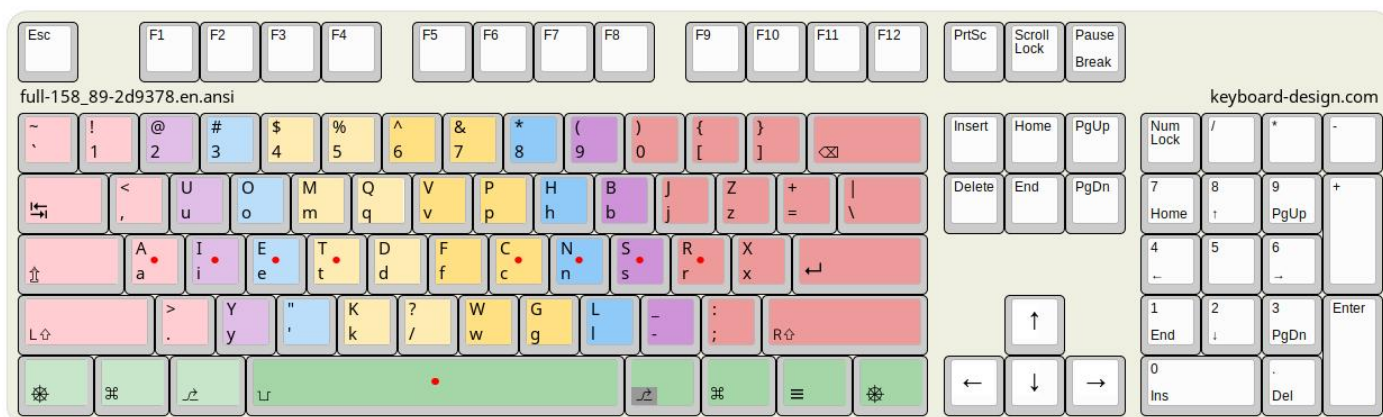 Esc F1 F2 F3 F4 F5 F6 F7 F8 F9 F10 F11 F12 PrtSc Scroll Lock Pause Break
full-158_89-2d9378.en.ansi keyboard-design.com
~ ! @ # $ % ^ & * ( ) { } Insert Home PgUp Num Lock / * -
` 1 2 3 4 5 6 7 8 9 0 [ ] ⌫
< U O M Q V P H B J Z + | Delete End PgDn 7 8 9 +
↹ , u o m q v p h b j z = \ Home ↑ PgUp
A I E T D F C N S R X 4 5 6
⇧ a i e t d f c n s r x ↵ ← →
> Y " K ? W G L _ : ↑ 1 2 3 Enter
L⇧ . y ' k / w g l - ; R⇧ End ↓ PgDn
⎈ ⌘ ⎇ ⌴ ⎇ ⌘ ≡ ⎈ ← ↓ → 0 .
Ins Del